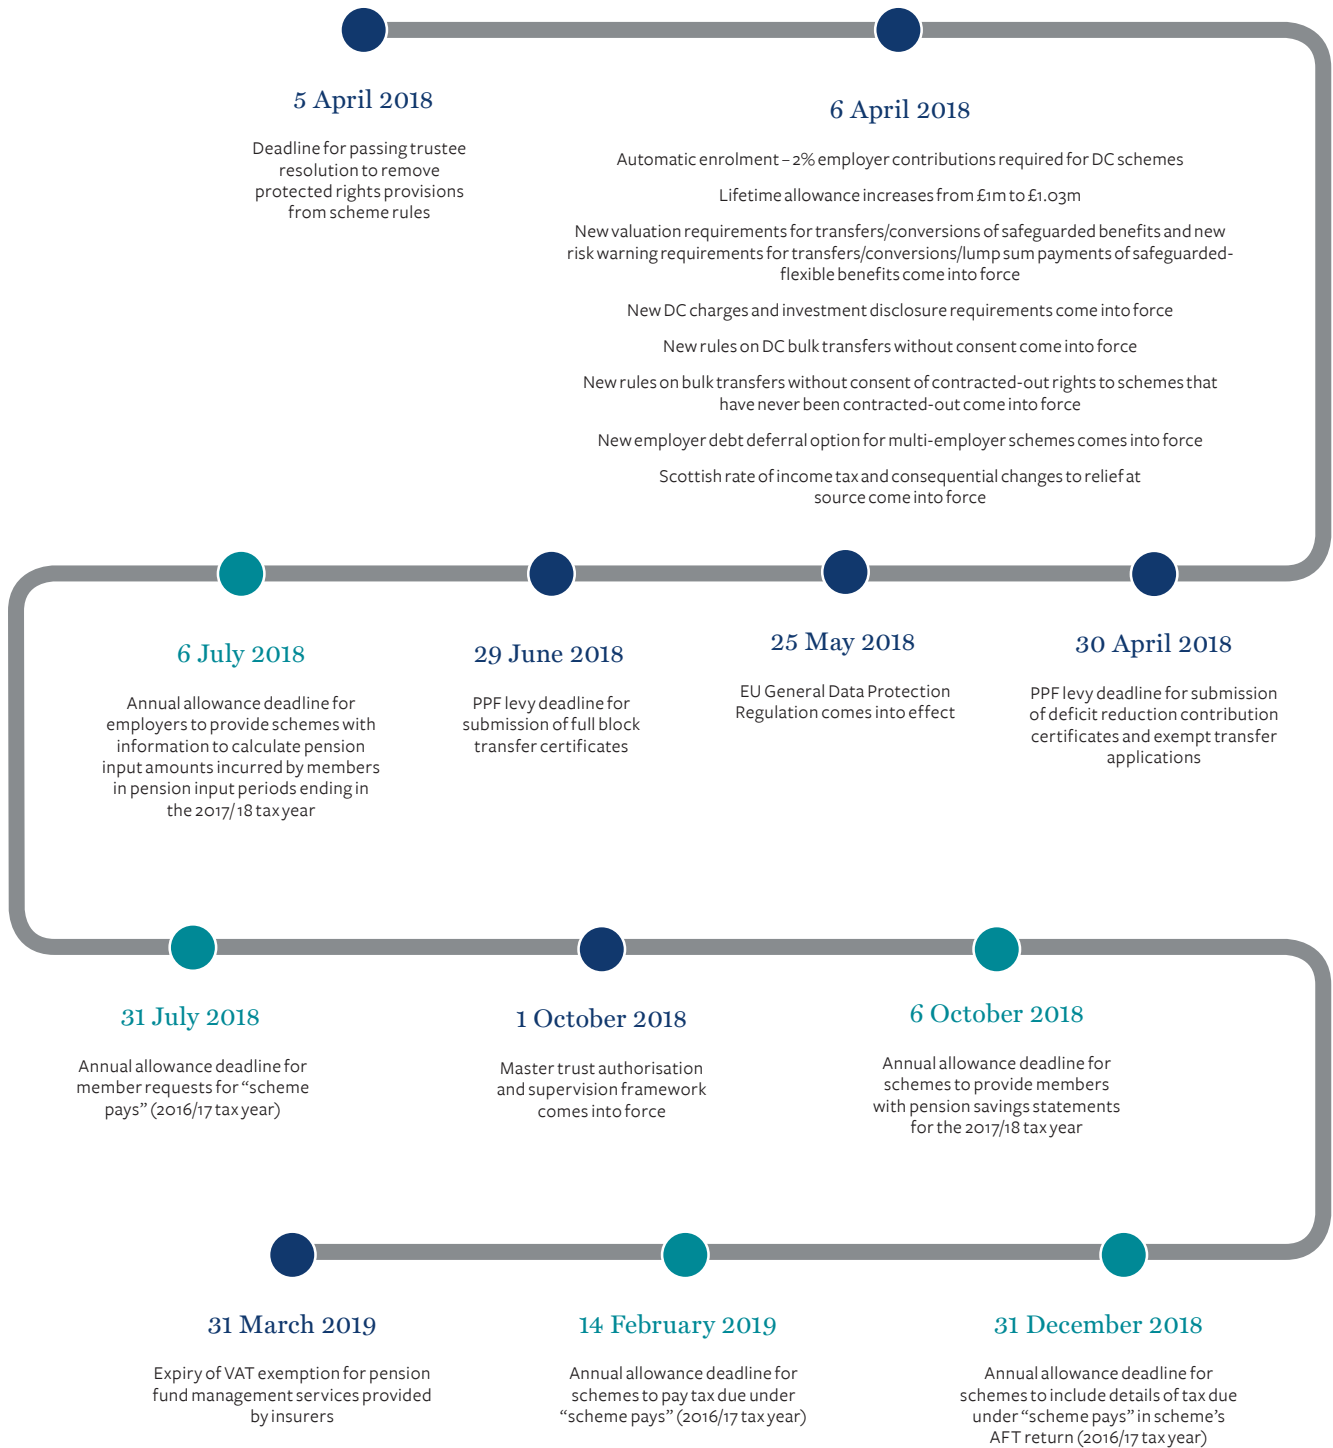 5 April 2018
Deadline for passing trustee
resolution to remove
protected rights provisions
from scheme rules
6 April 2018
Automatic enrolment – 2% employer contributions required for DC schemes
Lifetime allowance increases from £1m to £1.03m
New valuation requirements for transfers/conversions of safeguarded benefits and new
risk warning requirements for transfers/conversions/lump sum payments of safeguarded-
flexible benefits come into force
New DC charges and investment disclosure requirements come into force
New rules on DC bulk transfers without consent come into force
New rules on bulk transfers without consent of contracted-out rights to schemes that
have never been contracted-out come into force
New employer debt deferral option for multi-employer schemes comes into force
Scottish rate of income tax and consequential changes to relief at
source come into force
30 April 2018
PPF levy deadline for submission
of deficit reduction contribution
certificates and exempt transfer
applications
25 May 2018
EU General Data Protection
Regulation comes into effect
29 June 2018
PPF levy deadline for
submission of full block
transfer certificates
6 July 2018
Annual allowance deadline for
employers to provide schemes with
information to calculate pension
input amounts incurred by members
in pension input periods ending in
the 2017/18 tax year
31 July 2018
Annual allowance deadline for
member requests for “scheme
pays” (2016/17 tax year)
1 October 2018
Master trust authorisation
and supervision framework
comes into force
6 October 2018
Annual allowance deadline for
schemes to provide members
with pension savings statements
for the 2017/18 tax year
31 December 2018
Annual allowance deadline for
schemes to include details of tax due
under “scheme pays” in scheme’s
AFT return (2016/17 tax year)
14 February 2019
Annual allowance deadline for
schemes to pay tax due under
“scheme pays” (2016/17 tax year)
31 March 2019
Expiry of VAT exemption for pension
fund management services provided
by insurers